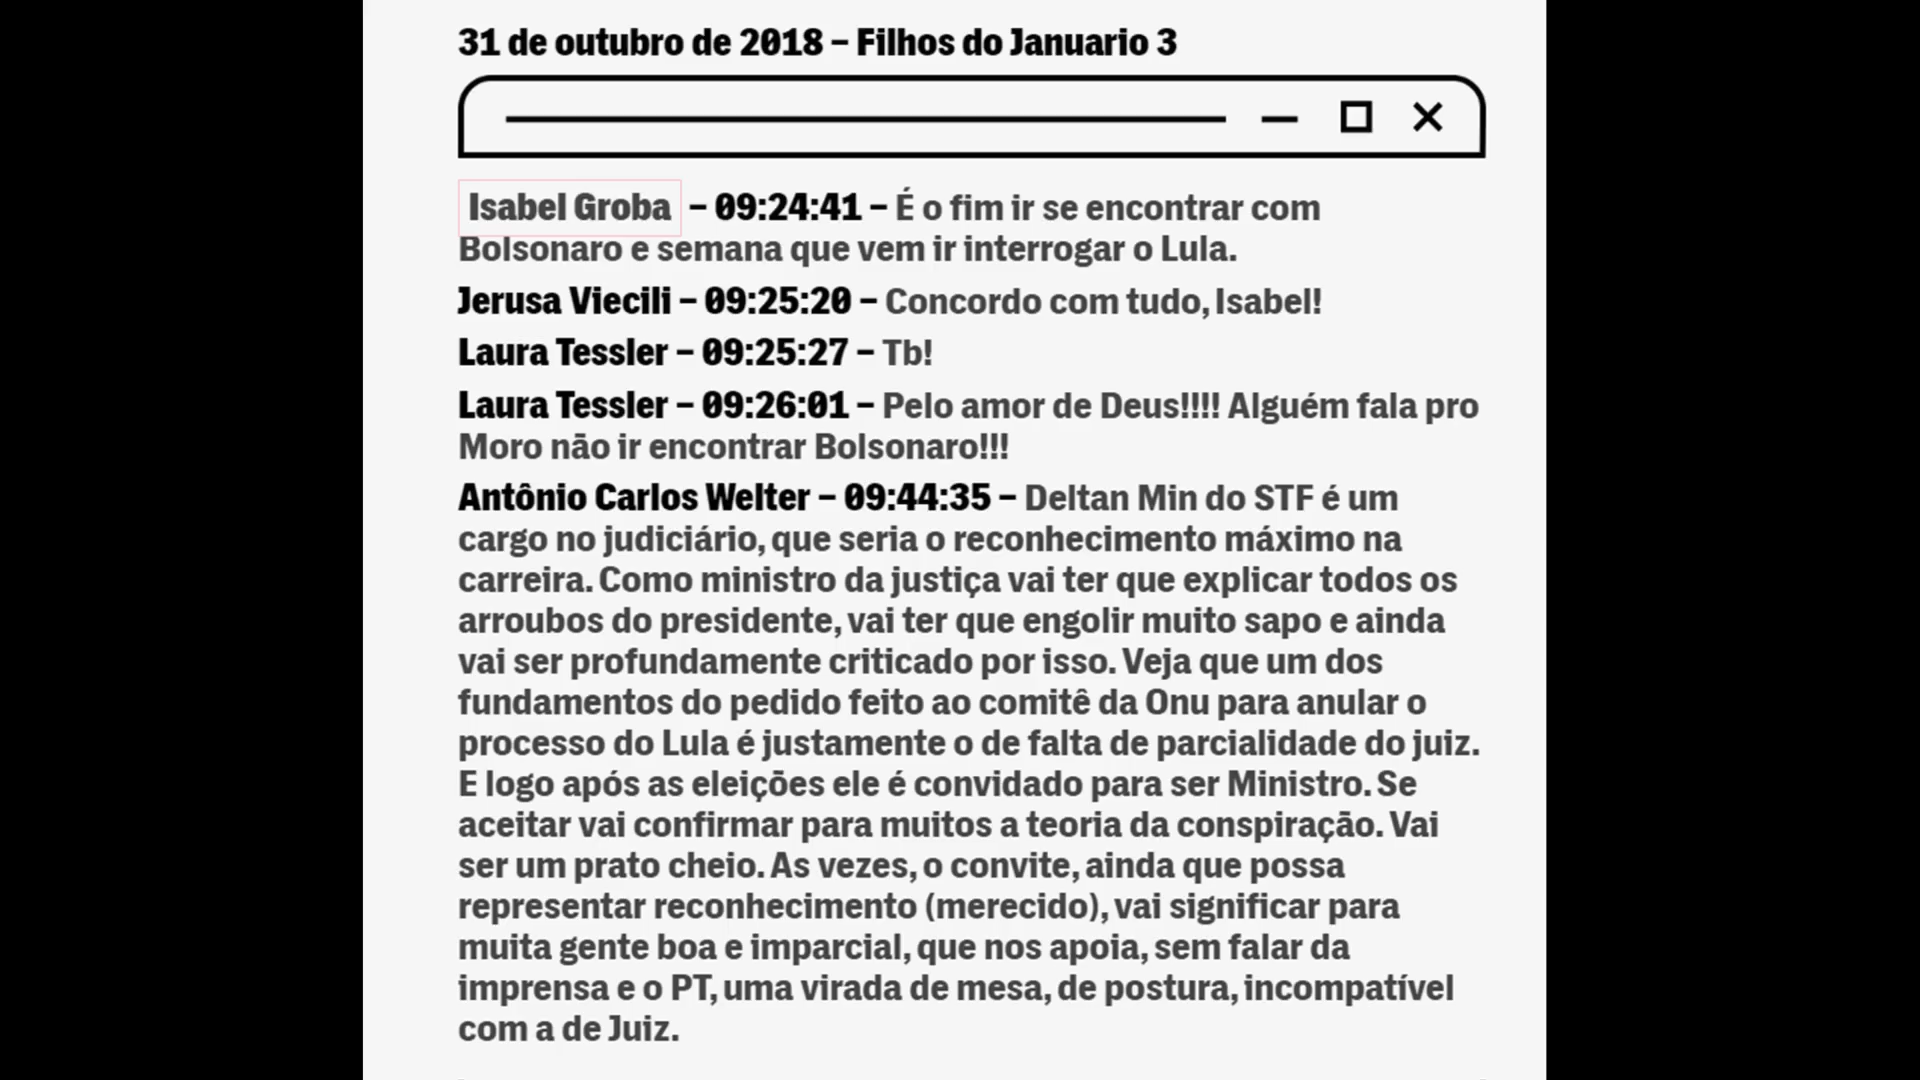 31 de outubro de 2018 – Filhos do Januario 3
Isabel Groba – 09:24:41 – É o fim ir se encontrar com
Bolsonaro e semana que vem ir interrogar o Lula.
Jerusa Viecili – 09:25:20 – Concordo com tudo, Isabel!
Laura Tessler – 09:25:27 – Tb!
Laura Tessler – 09:26:01 – Pelo amor de Deus!!!! Alguém fala pro
Moro não ir encontrar Bolsonaro!!!
Antônio Carlos Welter – 09:44:35 – Deltan Min do STF é um
cargo no judiciário, que seria o reconhecimento máximo na
carreira. Como ministro da justiça vai ter que explicar todos os
arroubos do presidente, vai ter que engolir muito sapo e ainda
vai ser profundamente criticado por isso. Veja que um dos
fundamentos do pedido feito ao comitê da Onu para anular o
processo do Lula é justamente o de falta de parcialidade do juiz.
E logo após as eleições ele é convidado para ser Ministro. Se
aceitar vai confirmar para muitos a teoria da conspiração. Vai
ser um prato cheio. As vezes, o convite, ainda que possa
representar reconhecimento (merecido), vai significar para
muita gente boa e imparcial, que nos apoia, sem falar da
imprensa e o PT, uma virada de mesa, de postura, incompatível
com a de Juiz.